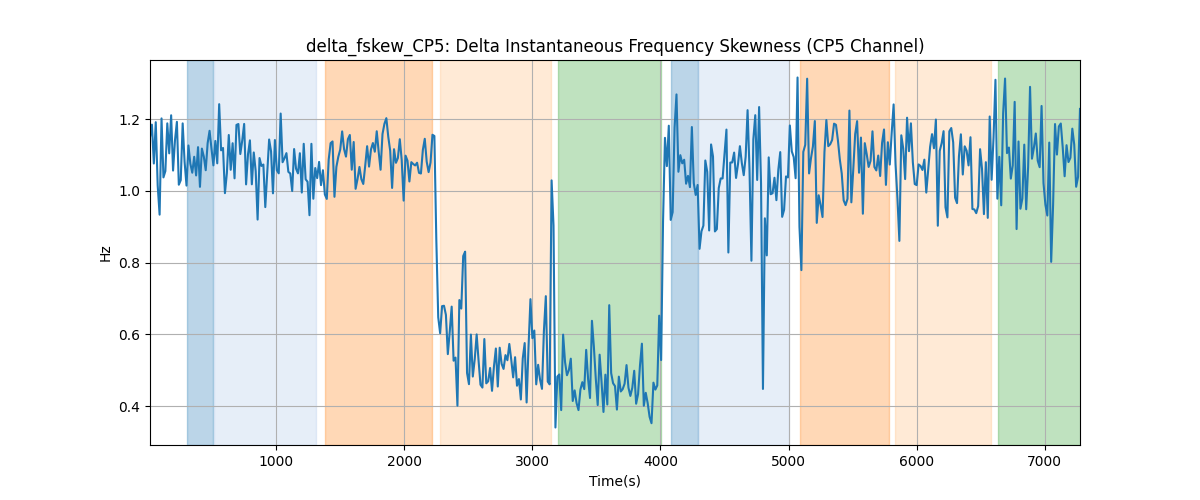 delta_fskew_CP5: Delta Instantaneous Frequency Skewness (CP5 Channel)
Hz
1.2
1.0
0.8
0.6
0.4
1000 2000 3000 4000 5000 6000 7000
Time(s)